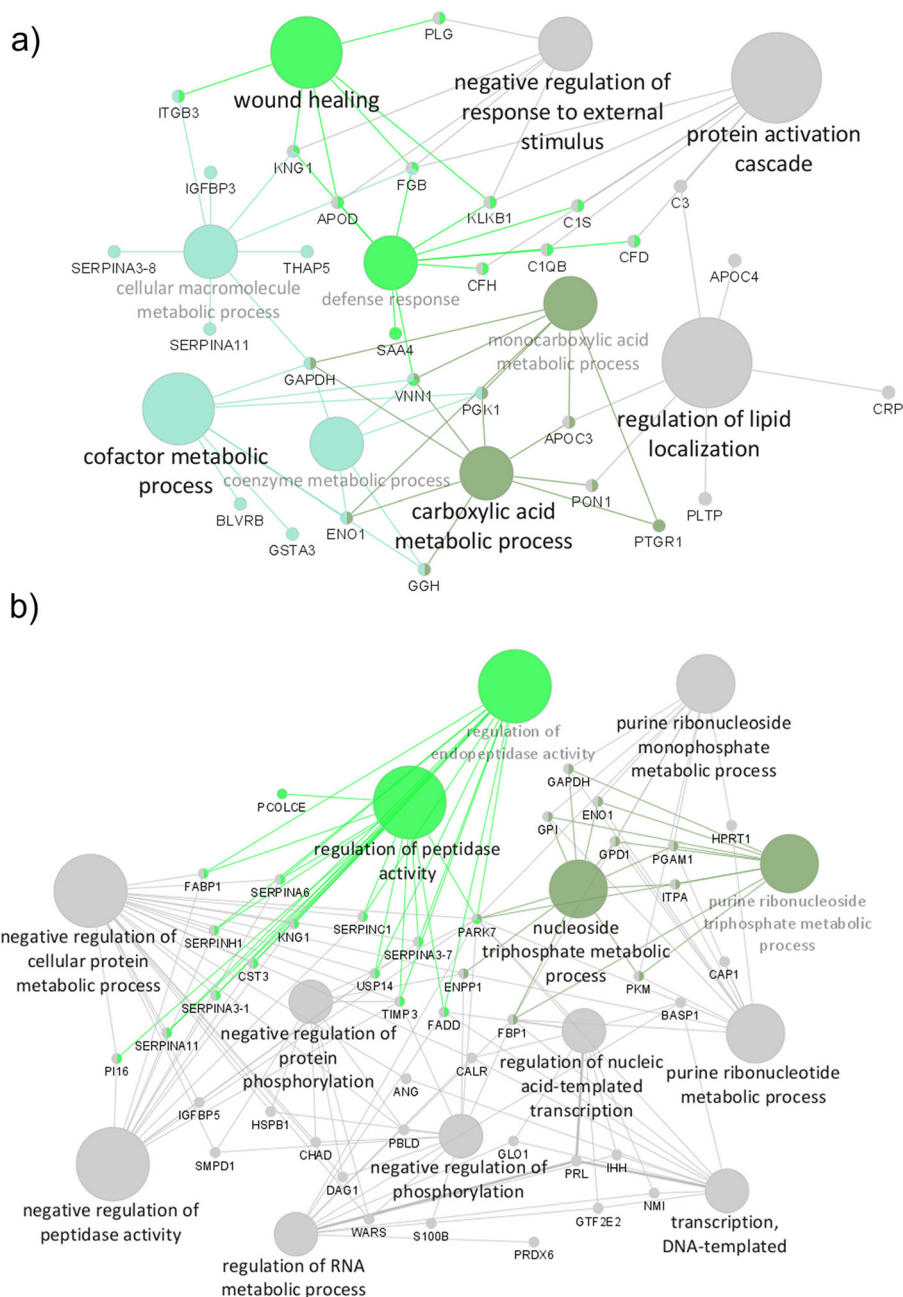 a)
PLG
wound healing
negative regulation of
response to external
stimulus
protein activation
cascade
ITGB3
KNG1
IGFBP3
FGB
APOD
KLKB1
C1S
C3
SERPINA3-8
THAP5
cellular macromolecule
metabolic process
defense response
CFH
C1QB
CFD
APOC4
SERPINA11
SAA4
monocarboxylic acid
metabolic process
GAPDH
VNN1
PGK1
APOC3
regulation of lipid
localization
CRP
cofactor metabolic
process
coenzyme metabolic process
BLVRB
GSTA3
ENO1
carboxylic acid
metabolic process
PON1
PLTP
PTGR1
GGH
b)
regulation of
endopeptidase activity
purine ribonucleoside
monophosphate
metabolic process
GAPDH
PCOLCE
ENO1
GPI
HPRT1
regulation of peptidase
activity
GPD1
PGAM1
FABP1
SERPINA6
ITPA
purine ribonucleoside
triphosphate metabolic
process
negative regulation of
cellular protein
metabolic process
SERPINH1
KNG1
SERPINC1
PARK7
nucleoside
triphosphate metabolic
process
SERPINA3-7
CST3
USP14
ENPP1
CAP1
PKM
SERPINA3-1
TIMP3
FADD
FBP1
BASP1
SERPINA11
negative regulation of
protein
phosphorylation
regulation of nucleic
acid-templated
transcription
purine ribonucleotide
metabolic process
PI16
CALR
ANG
IGFBP5
HSPB1
PBLD
CHAD
GLO1
SMPD1
DAG1
negative regulation of
phosphorylation
PRL
IHH
NMI
negative regulation of
peptidase activity
WARS
S100B
GTF2E2
transcription,
DNA-templated
PRDX6
regulation of RNA
metabolic process